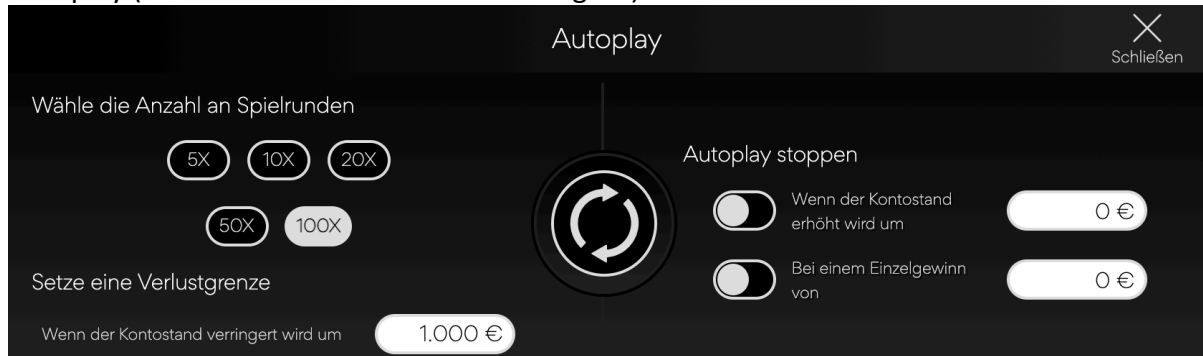 Autoplay
Schließen
Wähle die Anzahl an Spielrunden
5X 10X 20X
50X 100X
Setze eine Verlustgrenze
Wenn der Kontostand verringert wird um 1.000 €
Autoplay stoppen
Wenn der Kontostand
erhöht wird um
0 €
Bei einem Einzelgewinn
von
0 €